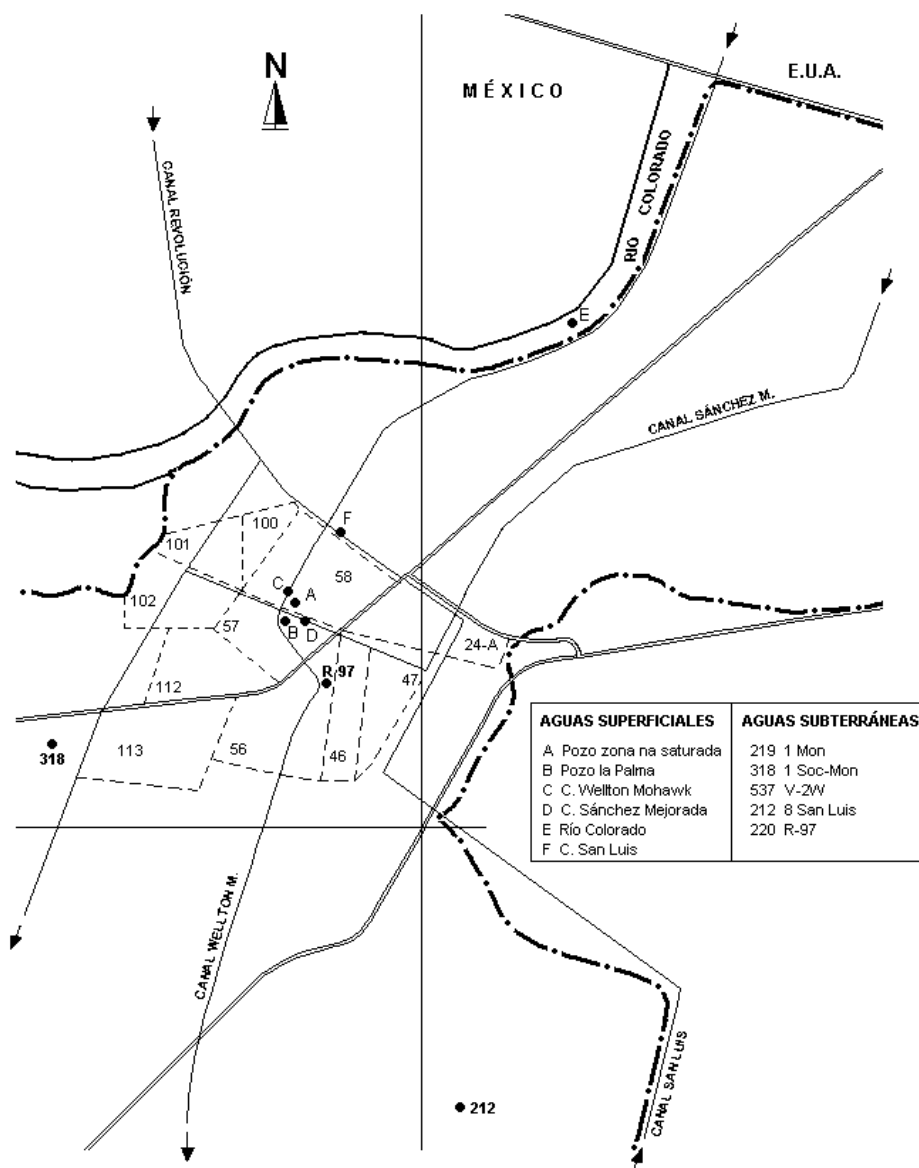 N
MÉXICO
E.U.A.
CANAL REVOLUCIÓN
RIO COLORADO
E
CANAL SÁNCHEZ M.
F
100
101
58
C
A
102
B
D
57
24-A
R-97
47
112
318
113
56
46
AGUAS SUPERFICIALES
A Pozo zona na saturada
B Pozo la Palma
C C. Wellton Mohawk
D C. Sánchez Mejorada
E Río Colorado
F C. San Luis
AGUAS SUBTERRÁNEAS
219 1 Mon
318 1 Soc-Mon
537 V-2W
212 8 San Luis
220 R-97
CANAL WELLTON M.
CANAL SAN LUIS
212